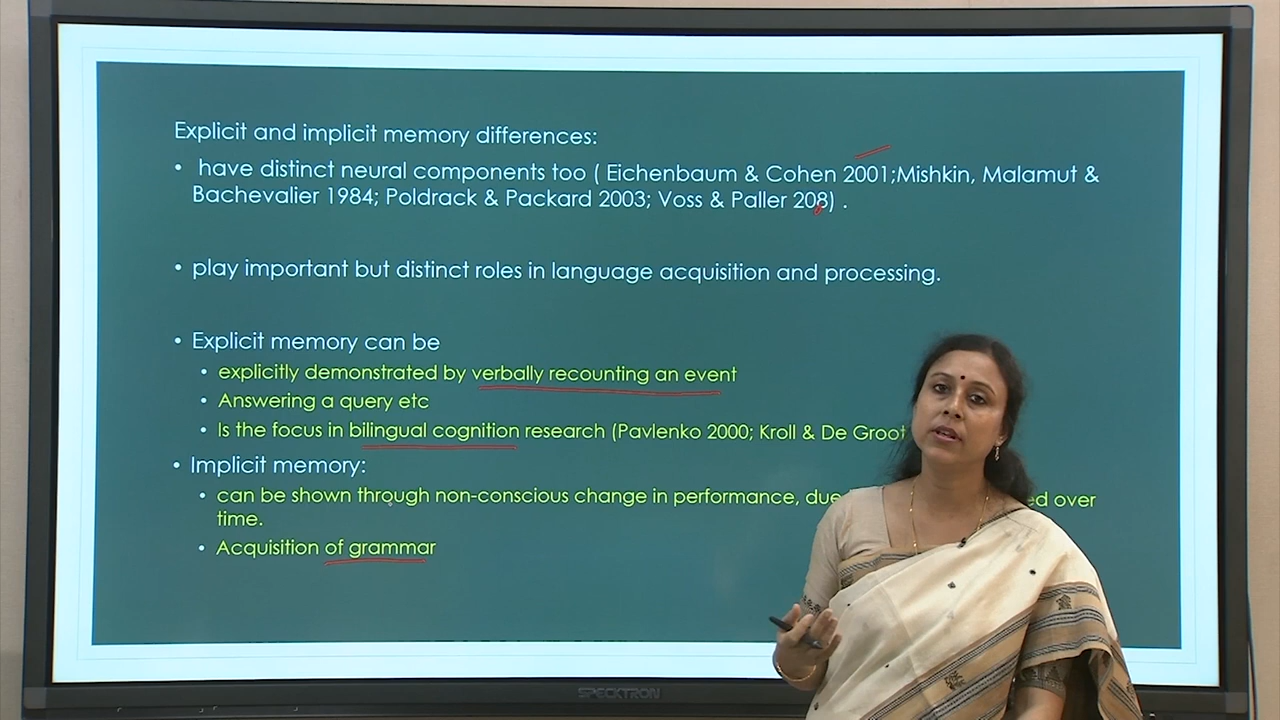 Explicit and implicit memory differences:
• have distinct neural components too ( Eichenbaum & Cohen 2001;Mishkin, Malamut &
Bachevalier 1984; Poldrack & Packard 2003; Voss & Paller 208) .
• play important but distinct roles in language acquisition and processing.
• Explicit memory can be
• explicitly demonstrated by verbally recounting an event
• Answering a query etc
• Is the focus in bilingual cognition research (Pavlenko 2000; Kroll & De Groot
• Implicit memory:
• can be shown through non-conscious change in performance, due over
time.
• Acquisition of grammar
SPECKTRON